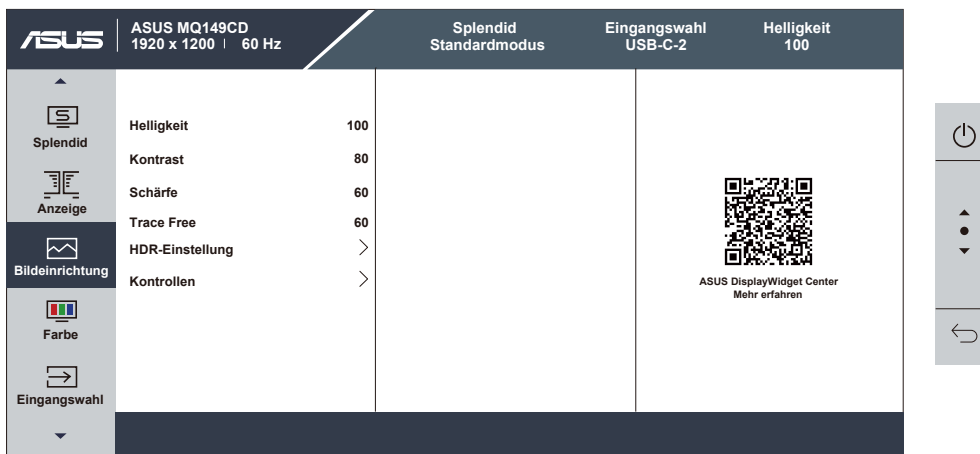 ASUS
ASUS MQ149CD
1920 x 1200 | 60 Hz
Splendid
Standardmodus
Eingangswahl
USB-C-2
Helligkeit
100
Splendid
Anzeige
Bildeinrichtung
Farbe
Eingangswahl
Helligkeit 100
Kontrast 80
Schärfe 60
Trace Free 60
HDR-Einstellung
Kontrollen
ASUS DisplayWidget Center
Mehr erfahren